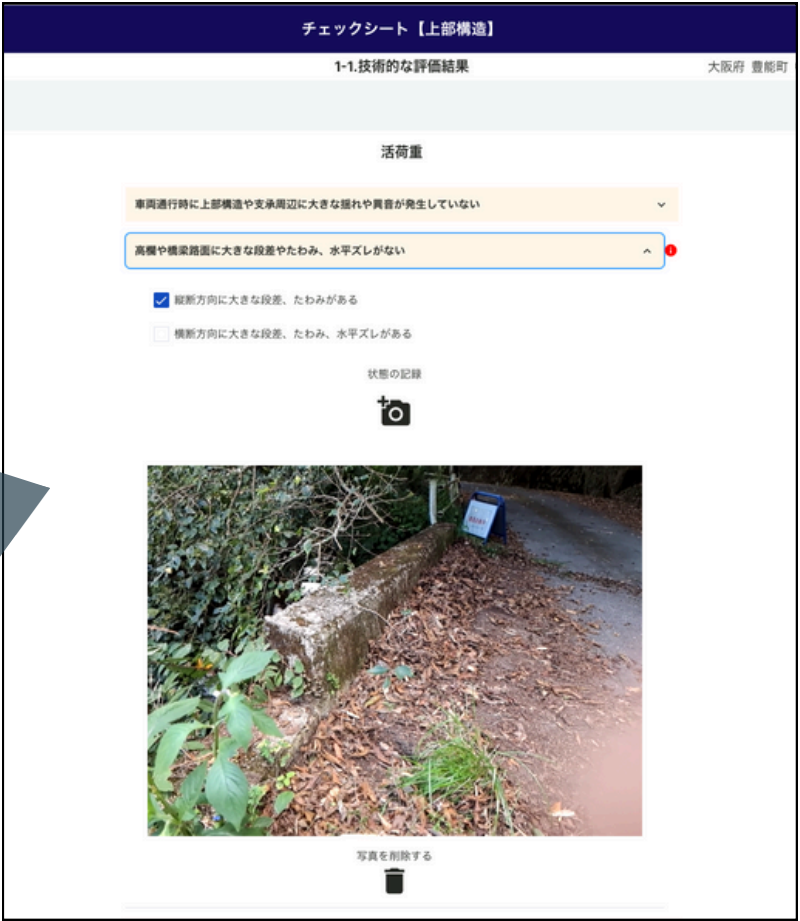 チェックシート【上部構造】
1-1.技術的な評価結果
大阪府 豊能町
活荷重
車両通行時に上部構造や支承周辺に大きな揺れや異音が発生していない
高欄や橋梁路面に大きな段差やたわみ、水平ズレがない
縦断方向に大きな段差、たわみがある
横断方向に大きな段差、たわみ、水平ズレがある
状態の記録
写真を削除する